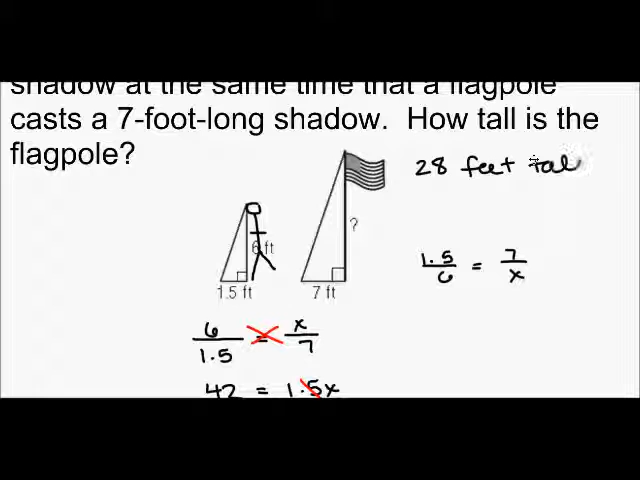 shadow at the same time that a flagpole
casts a 7-foot-long shadow. How tall is the
flagpole?
28 feet tall
6 ft
?
1.5 ft
7 ft
1.5/6 = 7/x
6/1.5 = x/7
42 = 1.5x